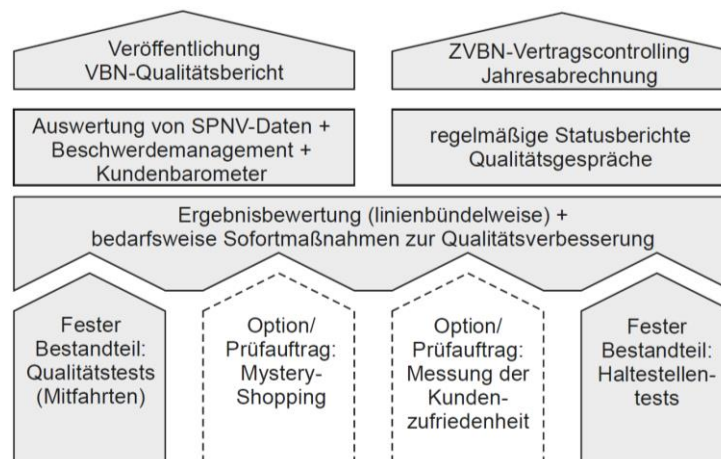 Veröffentlichung
VBN-Qualitätsbericht
ZVBN-Vertragscontrolling
Jahresabrechnung
Auswertung von SPNV-Daten +
Beschwerdemanagement +
Kundenbarometer
regelmäßige Statusberichte
Qualitätsgespräche
Ergebnisbewertung (linienbündelweise) +
bedarfsweise Sofortmaßnahmen zur Qualitätsverbesserung
Fester
Bestandteil:
Qualitätstests
(Mitfahrten)
Option/
Prüfauftrag:
Mystery-
Shopping
Option/
Prüfauftrag:
Messung der
Kunden-
zufriedenheit
Fester
Bestandteil:
Haltestellen-
tests